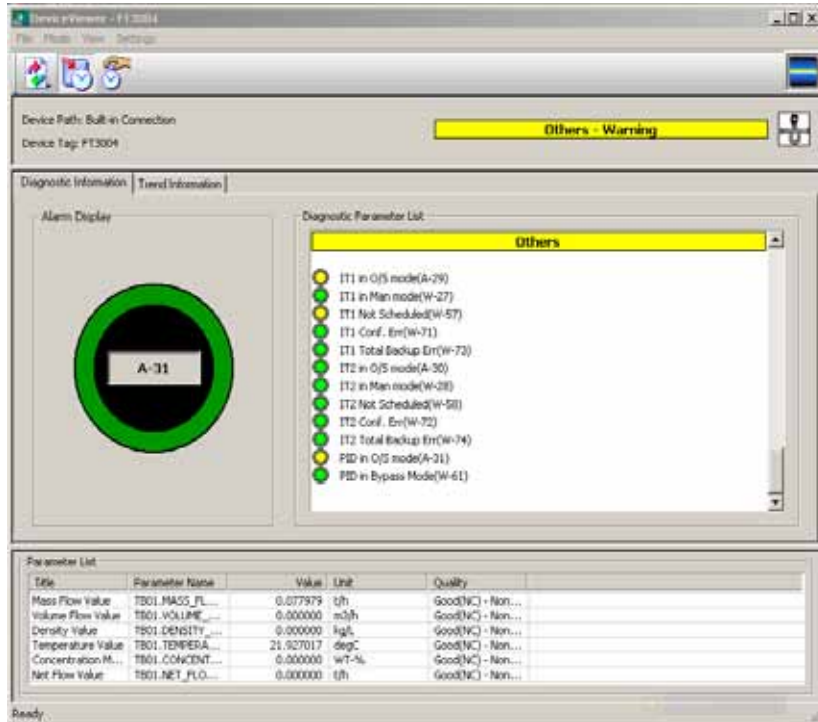 DeviceViewer - FT3004
File Mode View Settings
Device Path: Built-in Connection
Device Tag: FT3004
Others - Warning
Diagnostic Information Trend Information
Alarm Display
A-31
Diagnostic Parameter List
Others
IT1 in O/S mode(A-29)
IT1 in Man mode(W-27)
IT1 Not Scheduled(W-57)
IT1 Conf. Err(W-71)
IT1 Total Backup Err(W-73)
IT2 in O/S mode(A-30)
IT2 in Man mode(W-28)
IT2 Not Scheduled(W-58)
IT2 Conf. Err(W-72)
IT2 Total Backup Err(W-74)
PID in O/S mode(A-31)
PID in Bypass Mode(W-61)
Parameter List
Title Parameter Name Value Unit Quality
Mass Flow Value TB01.MASS_FL... 0.077979 t/h Good(NC) - Non...
Volume Flow Value TB01.VOLUME_... 0.000000 m3/h Good(NC) - Non...
Density Value TB01.DENSITY_... 0.000000 kg/L Good(NC) - Non...
Temperature Value TB01.TEMPERA... 21.927017 degC Good(NC) - Non...
Concentration M... TB01.CONCENT... 0.000000 WT-% Good(NC) - Non...
Net Flow Value TB01.NET_FLO... 0.000000 t/h Good(NC) - Non...
Ready